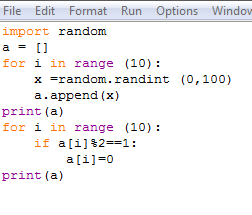 File Edit Format Run Options Window
import random
a = []
for i in range (10):
    x =random.randint (0,100)
    a.append(x)
print(a)
for i in range (10):
    if a[i]%2==1:
        a[i]=0
print(a)